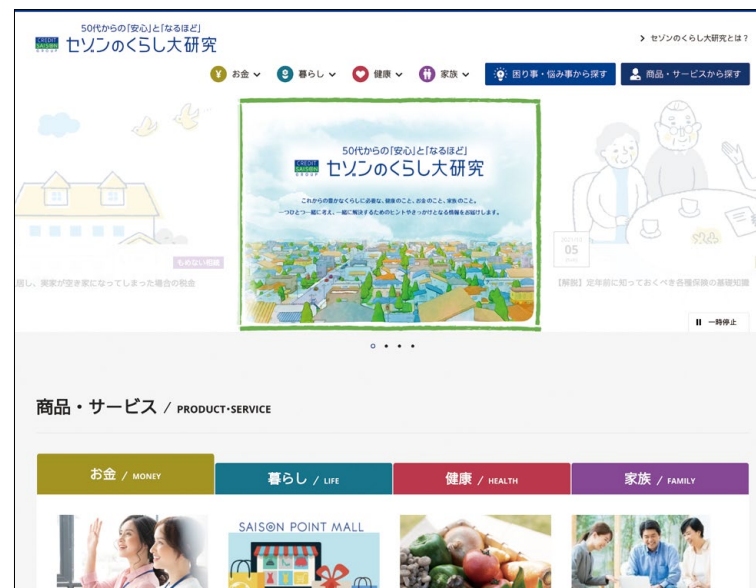 50代からの「安心」と「なるほど」
CREDIT SAISON GROUP
セゾンのくらし大研究
セゾンのくらし大研究とは?
¥ お金
暮らし
健康
家族
困り事・悩み事から探す
商品・サービスから探す
50代からの「安心」と「なるほど」
CREDIT SAISON GROUP
セゾンのくらし大研究
これからの豊かなくらしに必要な、健康のこと、お金のこと、家族のこと。
一つひとつ一緒に考え、一緒に解決するためのヒントやきっかけとなる情報をお届けします。
もめない相続
居し、実家が空き家になってしまった場合の税金
05
【解説】定年前に知っておくべき各種保険の基礎知識
一時停止
商品・サービス / PRODUCT・SERVICE
お金 / MONEY
暮らし / LIFE
健康 / HEALTH
家族 / FAMILY
SAISON POINT MALL